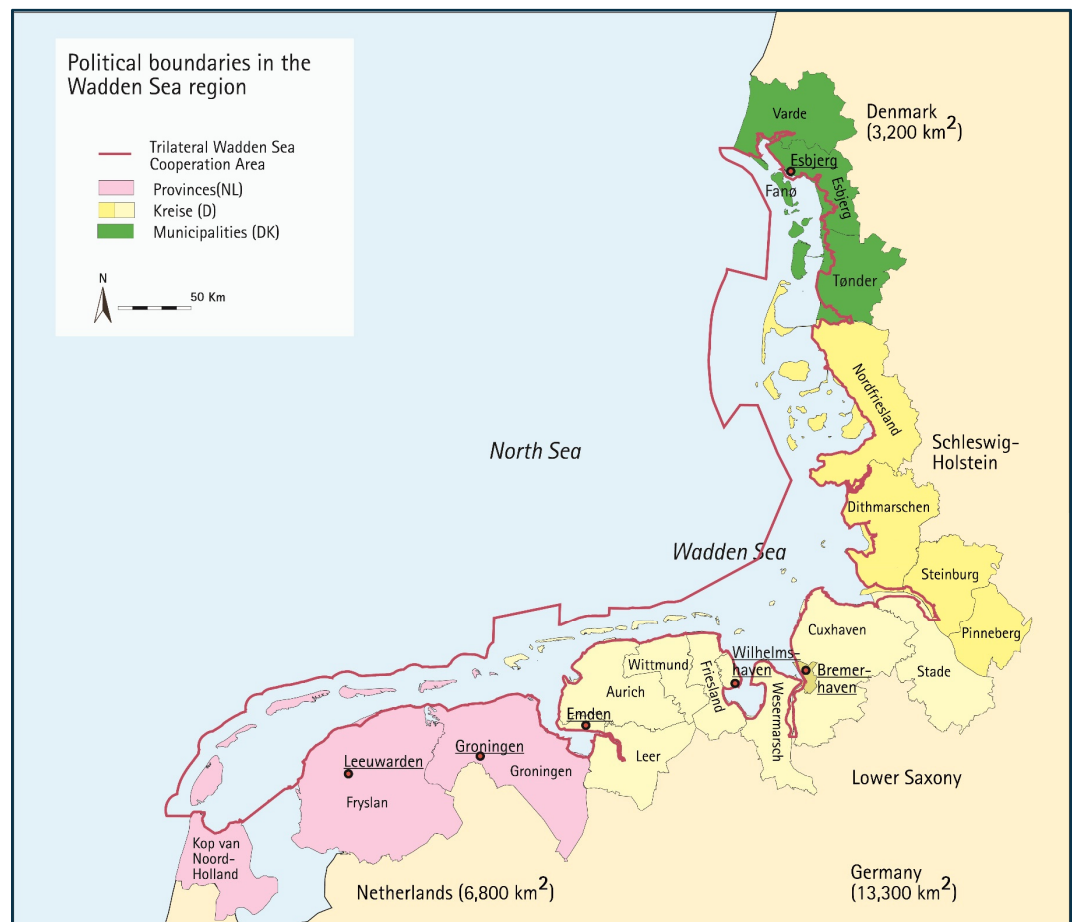 Political boundaries in the
Wadden Sea region
Trilateral Wadden Sea
Cooperation Area
Provinces(NL)
Kreise (D)
Municipalities (DK)
N
50 Km
Varde
Denmark
(3,200 km²)
Esbjerg
Fanø
Esbjerg
Tønder
Nordfriesland
North Sea
Schleswig-
Holstein
Dithmarschen
Wadden Sea
Steinburg
Pinneberg
Cuxhaven
Stade
Wilhelms-
haven
Bremer-
haven
Wittmund
Friesland
Aurich
Wesermarsch
Emden
Leer
Lower Saxony
Groningen
Groningen
Leeuwarden
Fryslan
Kop van
Noord-
Holland
Netherlands (6,800 km²)
Germany
(13,300 km²)